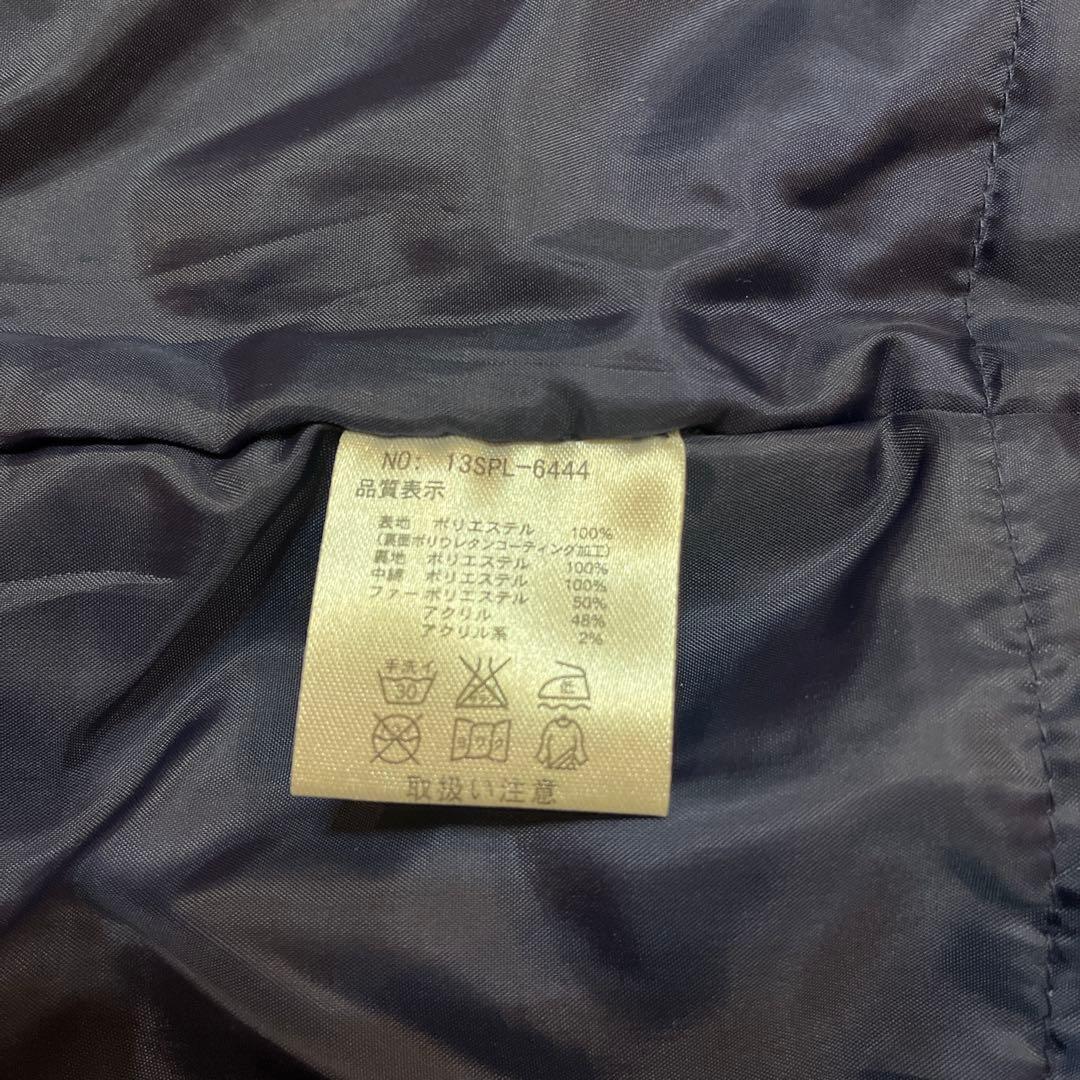 NO: 13SPL-6444
品質表示
表地 ポリエステル 100%
(裏面ポリウレタンコーティング加工)
裏地 ポリエステル 100%
中綿 ポリエステル 100%
ファーポリエステル 50%
アクリル 48%
アクリル系 2%
手洗イ
30
取扱い注意